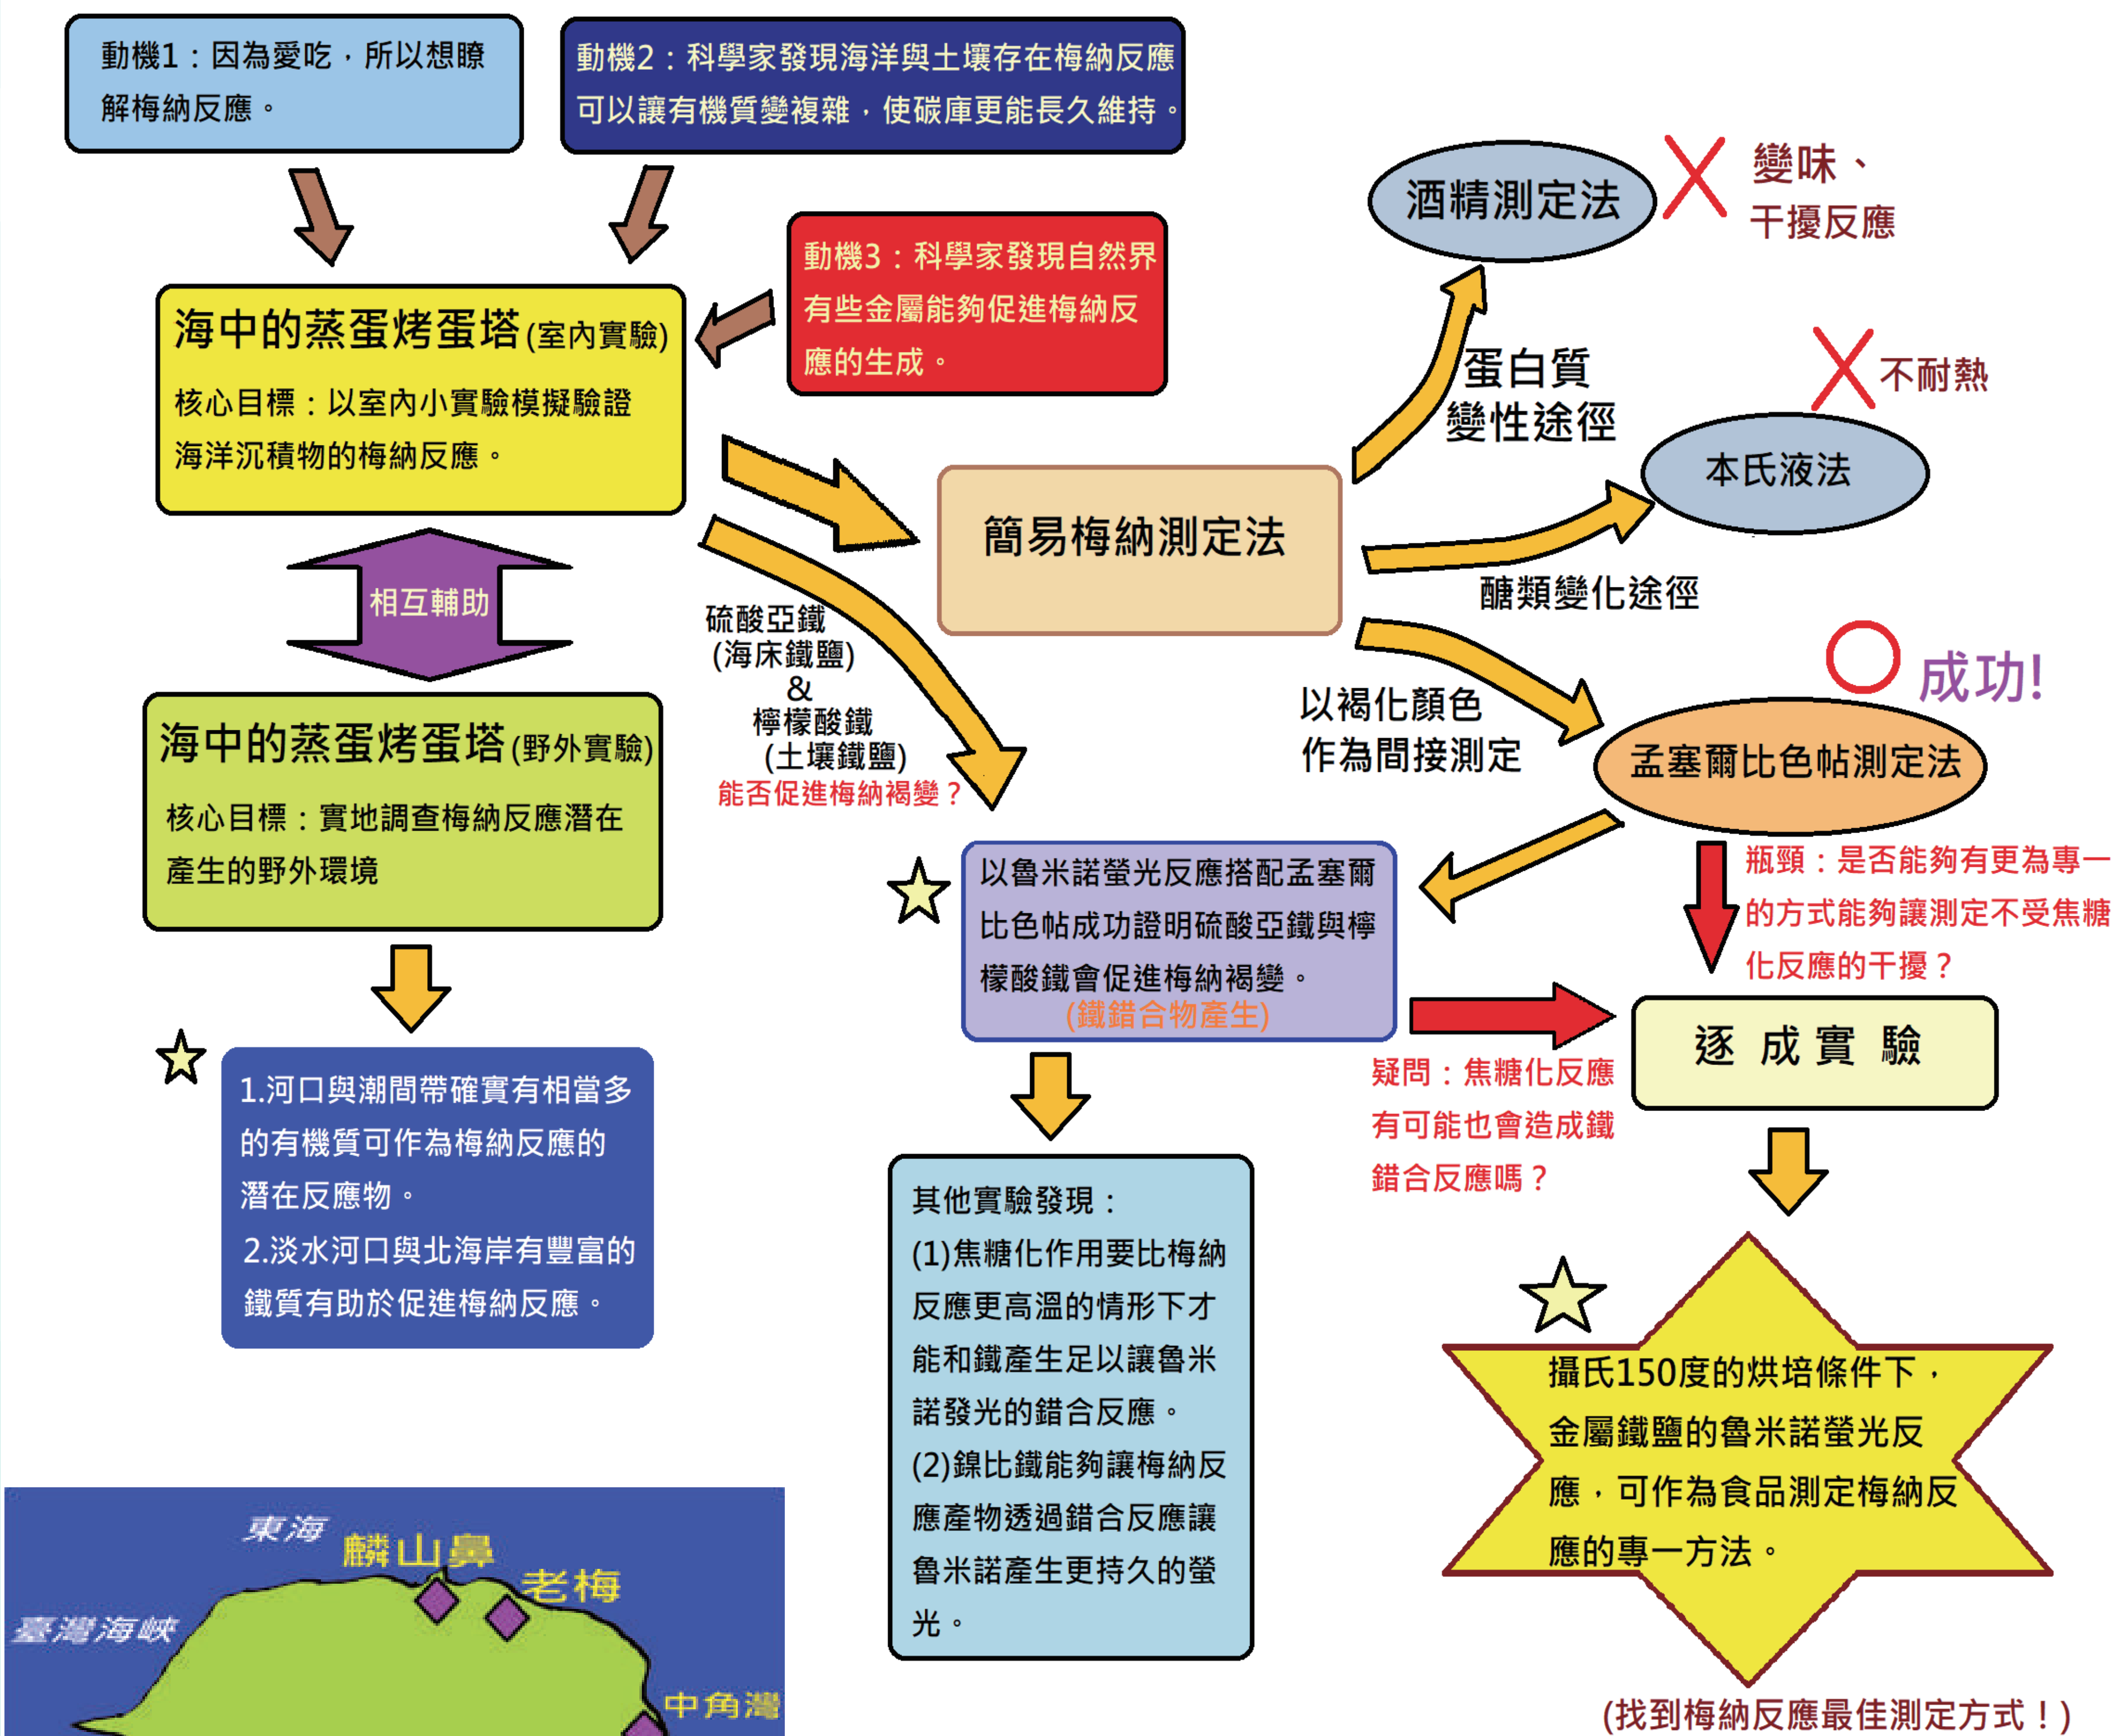 動機1：因為愛吃，所以想瞭
解梅納反應。
動機2：科學家發現海洋與土壤存在梅納反應
可以讓有機質變複雜，使碳庫更能長久維持。
動機3：科學家發現自然界
有些金屬能夠促進梅納反
應的生成。
海中的蒸蛋烤蛋塔(室內實驗)
核心目標：以室內小實驗模擬驗證
海洋沉積物的梅納反應。
相互輔助
海中的蒸蛋烤蛋塔(野外實驗)
核心目標：實地調查梅納反應潛在
產生的野外環境
1.河口與潮間帶確實有相當多
的有機質可作為梅納反應的
潛在反應物。
2.淡水河口與北海岸有豐富的
鐵質有助於促進梅納反應。
硫酸亞鐵
(海床鐵鹽)
&
檸檬酸鐵
(土壤鐵鹽)
能否促進梅納褐變？
簡易梅納測定法
蛋白質
變性途徑
酒精測定法
變味、
干擾反應
醣類變化途徑
本氏液法
不耐熱
以褐化顏色
作為間接測定
孟塞爾比色帖測定法
成功!
以魯米諾螢光反應搭配孟塞爾
比色帖成功證明硫酸亞鐵與檸
檬酸鐵會促進梅納褐變。
(鐵錯合物產生)
瓶頸：是否能夠有更為專一
的方式能夠讓測定不受焦糖
化反應的干擾？
疑問：焦糖化反應
有可能也會造成鐵
錯合反應嗎？
逐 成 實 驗
其他實驗發現：
(1)焦糖化作用要比梅納
反應更高溫的情形下才
能和鐵產生足以讓魯米
諾發光的錯合反應。
(2)鎳比鐵能夠讓梅納反
應產物透過錯合反應讓
魯米諾產生更持久的螢
光。
攝氏150度的烘培條件下，
金屬鐵鹽的魯米諾螢光反
應，可作為食品測定梅納反
應的專一方法。
(找到梅納反應最佳測定方式！)
東海
麟山鼻
老梅
臺灣海峽
中角灣